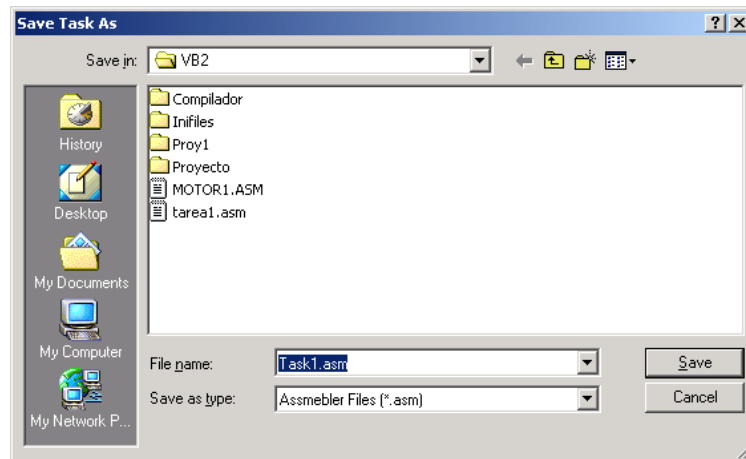 Save Task As
Save in:
VB2
History
Desktop
My Documents
My Computer
My Network P...
Compilador
Inifiles
Proy1
Proyecto
MOTOR1.ASM
tarea1.asm
File name:
Task1.asm
Save
Save as type:
Assmebler Files (*.asm)
Cancel